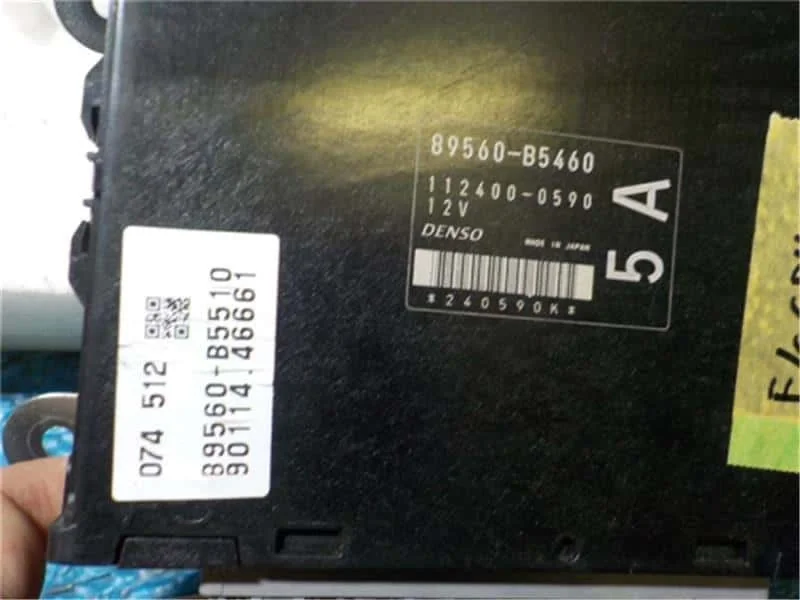 89560-B5460
112400-0590
12V
DENSO
MADE IN JAPAN
*240590K*
5A
074 512
89560-B5510
90114.46661